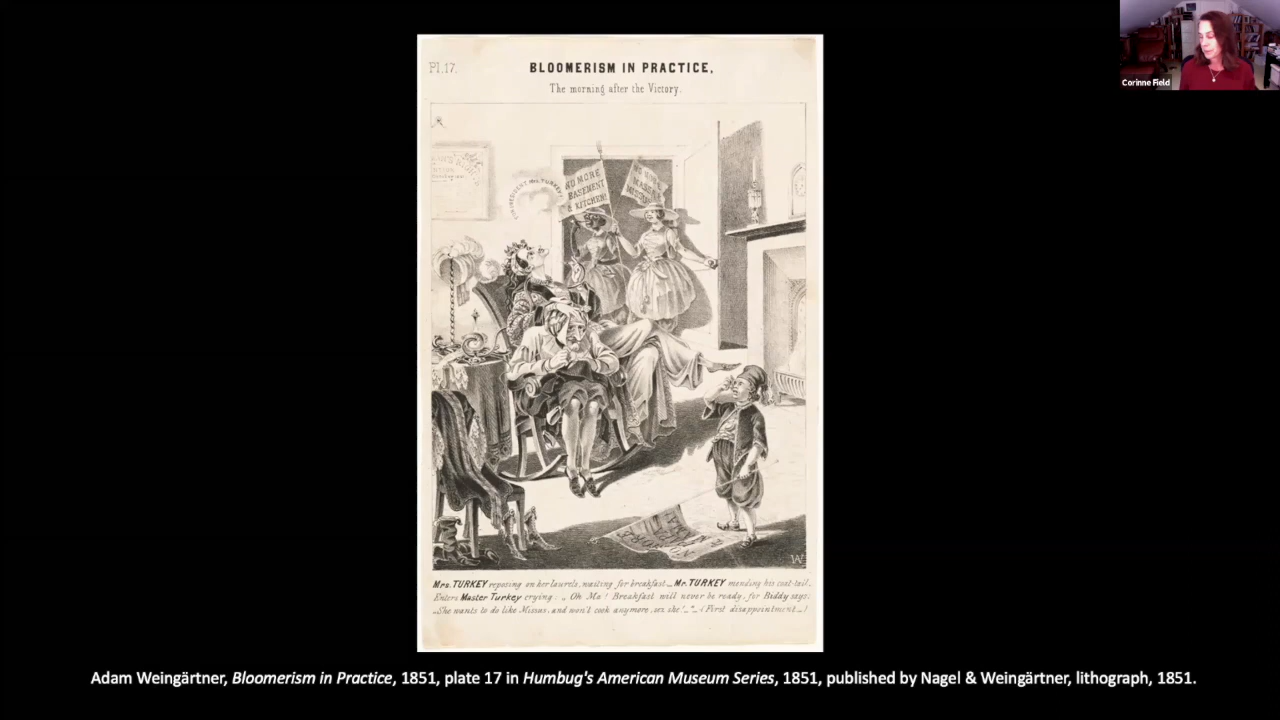 Corinne Field
Pl.17.
BLOOMERISM IN PRACTICE,
The morning after the Victory.
NO MORE
BASEMENT
& KITCHEN!
NO MORE
Mrs. TURKEY reposing on her laurels, waiting for breakfast._ Mr. TURKEY mending his coat-tail._
Enters Master Turkey crying: „ Oh Ma! Breakfast will never be ready, for Biddy says:
„She wants to do like Missus, and won't cook anymore, sez she!_"_ (First disappointment._)
W
Adam Weingärtner, Bloomerism in Practice, 1851, plate 17 in Humbug's American Museum Series, 1851, published by Nagel & Weingärtner, lithograph, 1851.